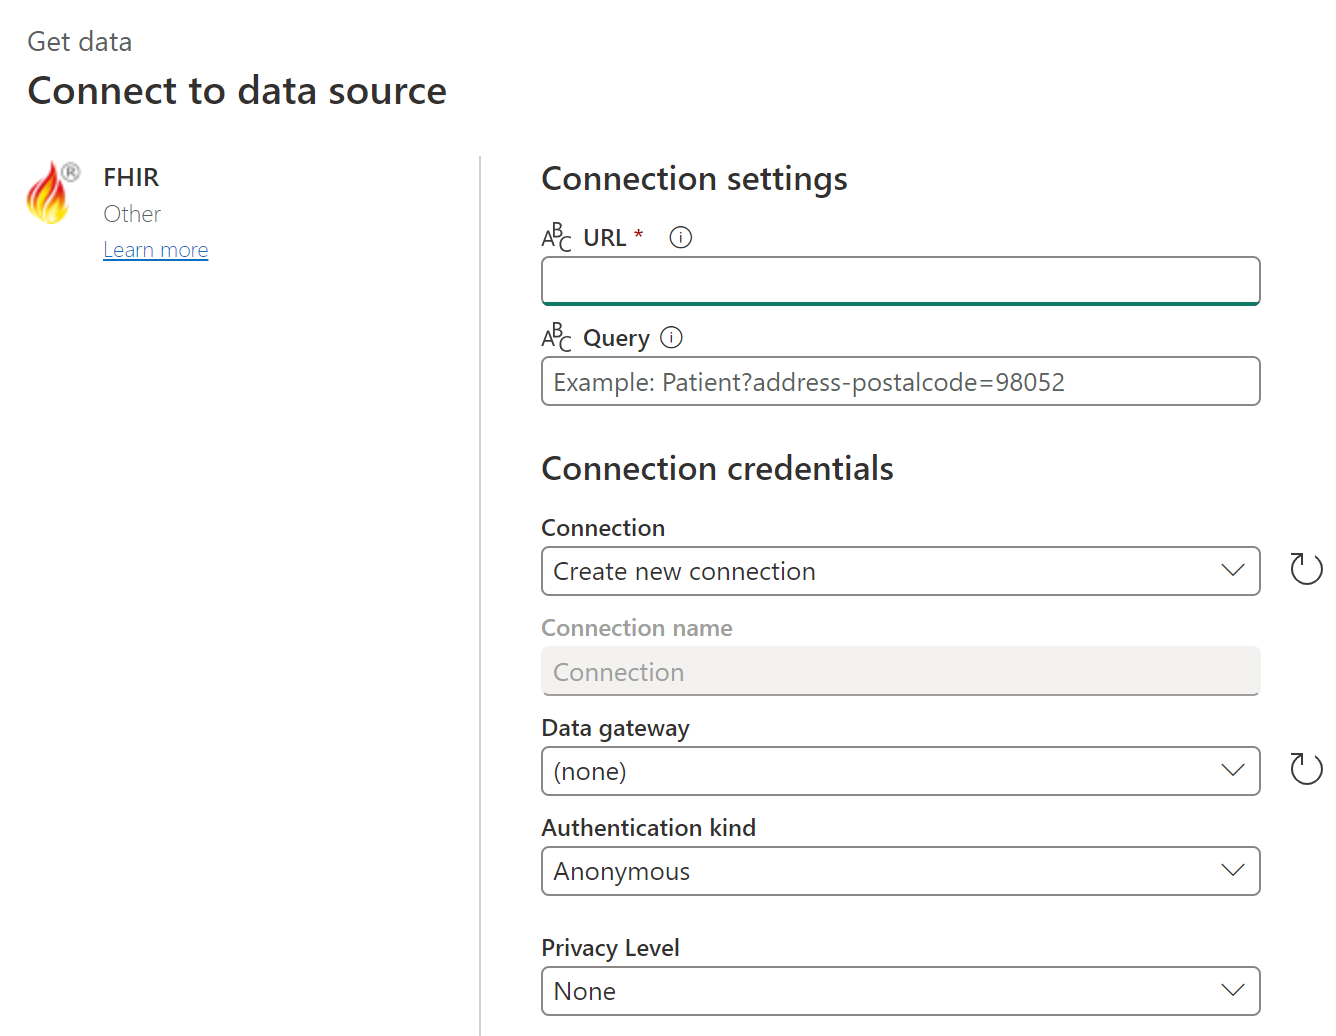 Get data
Connect to data source
FHIR
®
Other
Learn more
Connection settings
ABC URL *
Query
ABC
Example: Patient?address-postalcode=98052
Connection credentials
Connection
Create new connection
Connection name
Connection
Data gateway
(none)
Authentication kind
Anonymous
Privacy Level
None